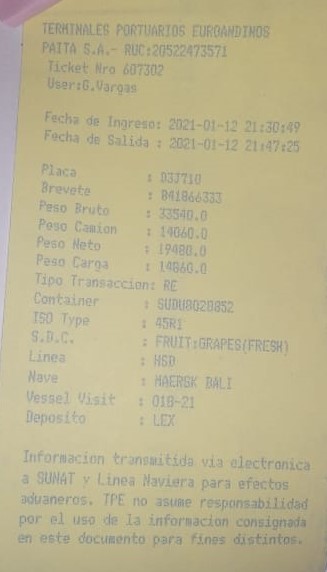 TERMINALES PORTUARIOS EUROANDINOS
PAITA S.A.- RUC:20522473571
Ticket Nro 607302
User:G.Vargas
Fecha de Ingreso: 2021-01-12 21:30:49
Fecha de Salida : 2021-01-12 21:47:25
Placa : D3J710
Brevete : B41866333
Peso Bruto : 33540.0
Peso Camion : 14060.0
Peso Neto : 19480.0
Peso Carga : 14860.0
Tipo Transaccion: RE
Container : SUDU8020852
ISO Type : 45R1
S.D.C. : FRUIT:GRAPES(FRESH)
Linea : HSD
Nave : MAERSK BALI
Vessel Visit : 018-21
Deposito : LEX
Informacion transmitida via electronica
a SUNAT y Linea Naviera para efectos
aduaneros. TPE no asume responsabilidad
por el uso de la informacion consignada
en este documento para fines distintos.